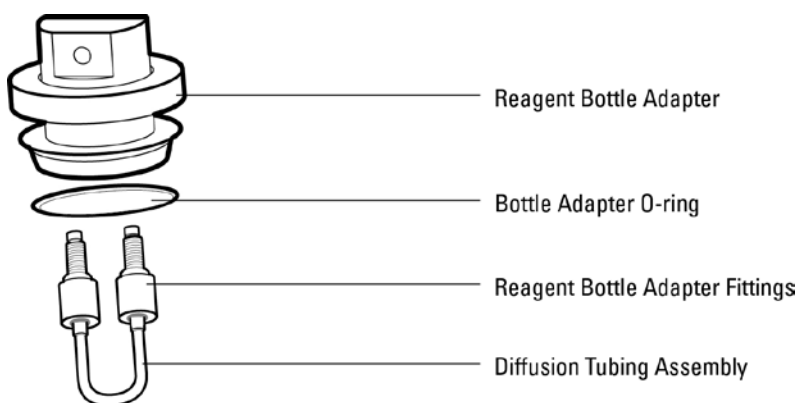 Reagent Bottle Adapter
Bottle Adapter O-ring
Reagent Bottle Adapter Fittings
Diffusion Tubing Assembly